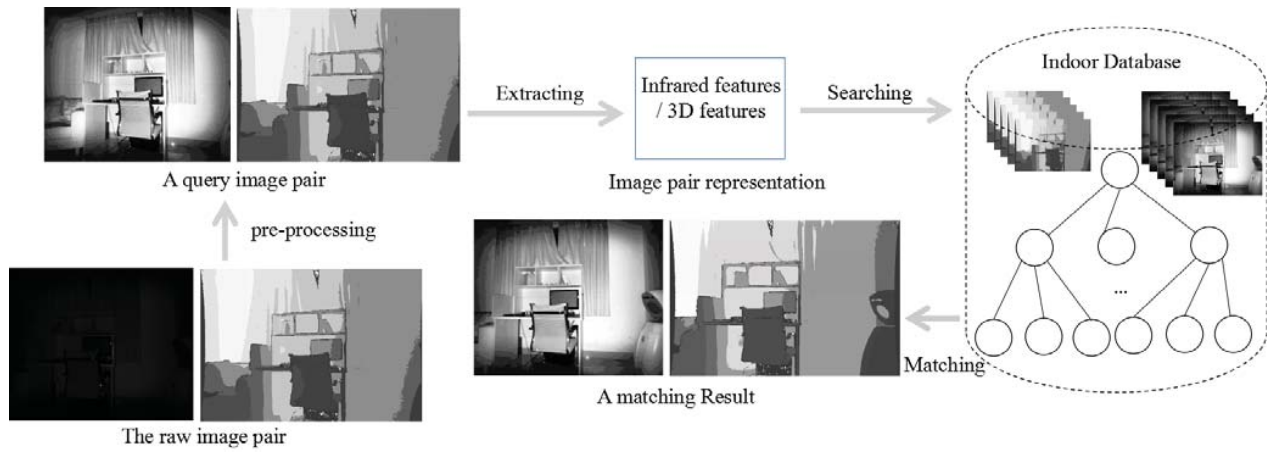 Extracting
Infrared features
/ 3D features
Searching
Indoor Database
A query image pair
Image pair representation
pre-processing
...
Matching
A matching Result
The raw image pair